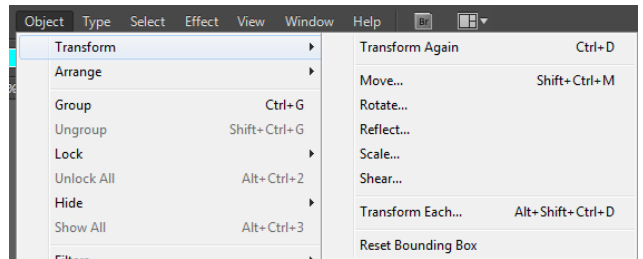 Object Type Select Effect View Window Help Br
Transform
Arrange
Group Ctrl+G
Ungroup Shift+Ctrl+G
Lock
Unlock All Alt+Ctrl+2
Hide
Show All Alt+Ctrl+3
Transform Again Ctrl+D
Move... Shift+Ctrl+M
Rotate...
Reflect...
Scale...
Shear...
Transform Each... Alt+Shift+Ctrl+D
Reset Bounding Box